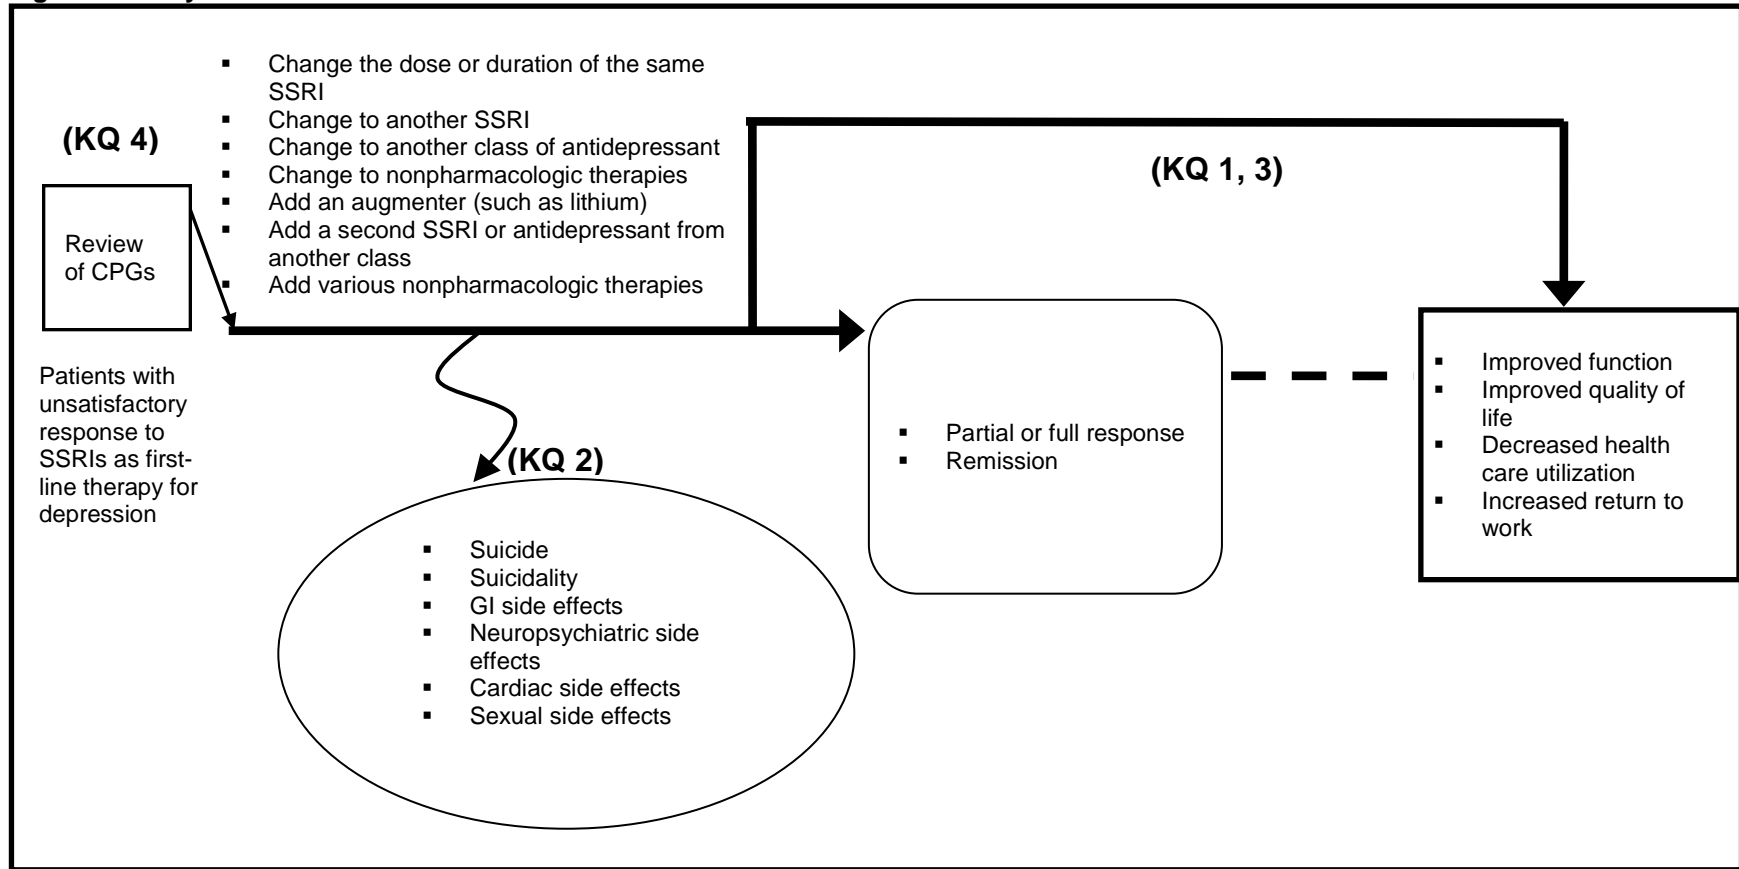 (KQ 4)
Review
of CPGs
Patients with
unsatisfactory
response to
SSRIs as first-
line therapy for
depression
▪ Change the dose or duration of the same
SSRI
▪ Change to another SSRI
▪ Change to another class of antidepressant
▪ Change to nonpharmacologic therapies
▪ Add an augmenter (such as lithium)
▪ Add a second SSRI or antidepressant from
another class
▪ Add various nonpharmacologic therapies
(KQ 1, 3)
(KQ 2)
▪ Suicide
▪ Suicidality
▪ GI side effects
▪ Neuropsychiatric side
effects
▪ Cardiac side effects
▪ Sexual side effects
▪ Partial or full response
▪ Remission
▪ Improved function
▪ Improved quality of
life
▪ Decreased health
care utilization
▪ Increased return to
work